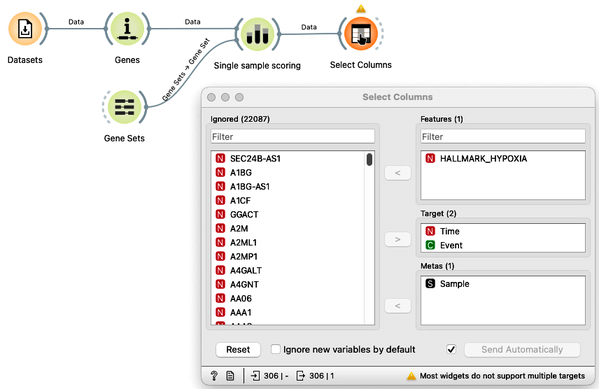 Data
Data
Data
Datasets
Genes
Single sample scoring
Select Columns
Gene Sets → Gene Set
Gene Sets
Select Columns
Ignored (22087)
Filter
SEC24B-AS1
A1BG
A1BG-AS1
A1CF
GGACT
A2M
A2ML1
A2MP1
A4GALT
A4GNT
AA06
AAA1
Features (1)
Filter
N HALLMARK_HYPOXIA
Target (2)
N Time
C Event
Metas (1)
S Sample
<
>
<
Reset
Ignore new variables by default
Send Automatically
306 | -
306 | 1
Most widgets do not support multiple targets